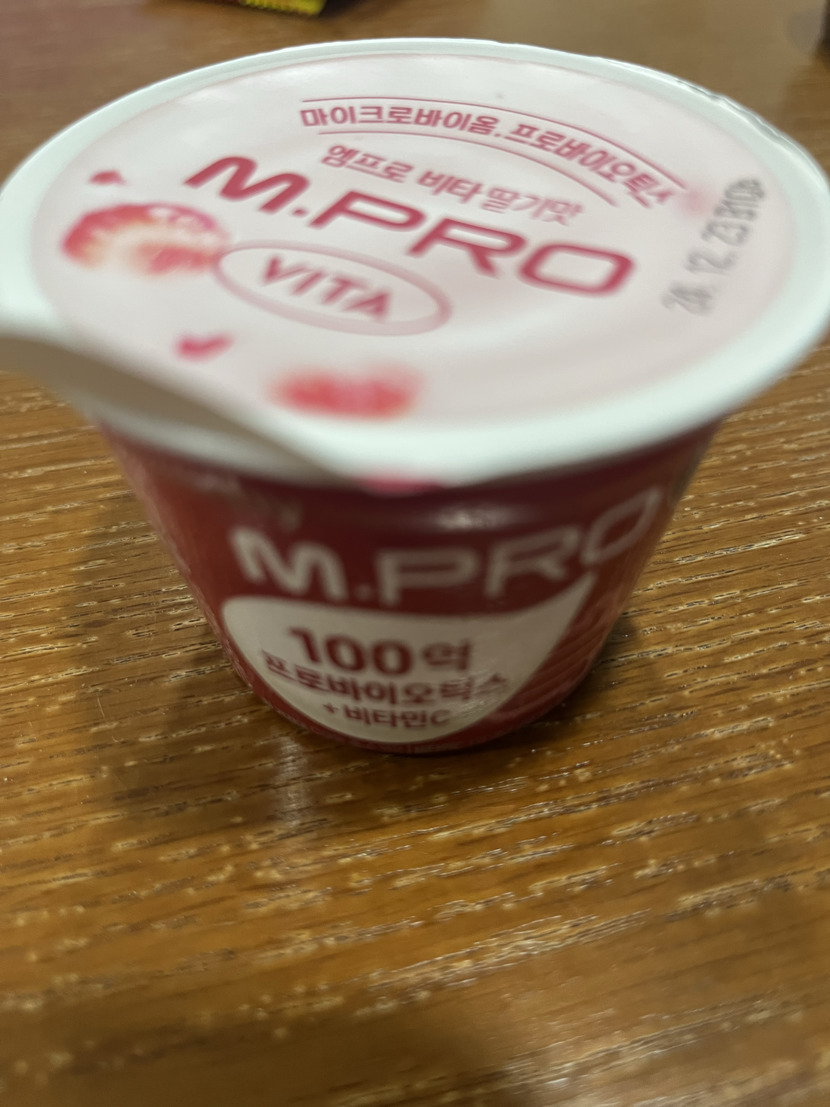 마이크로바이옴. 프로바이오틱스
엠프로 비타 딸기맛
M.PRO
VITA
M.PRO
100억
프로바이오틱스
+ 비타민C